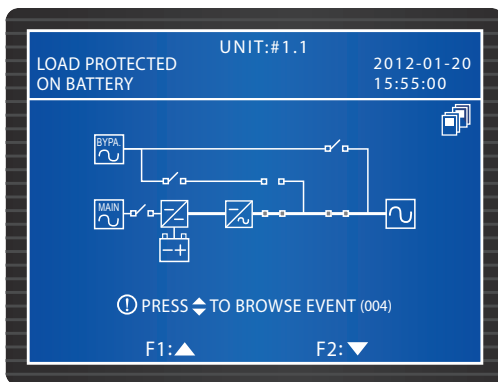 UNIT:#1.1
LOAD PROTECTED 2012-01-20
ON BATTERY 15:55:00
BYPA.
MAIN
PRESS TO BROWSE EVENT (004)
F1: F2: